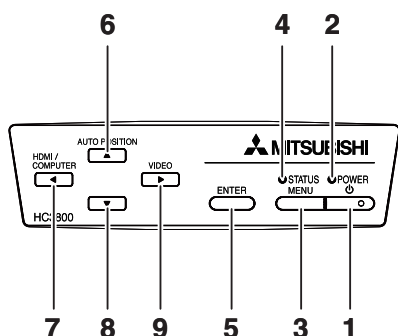 6 4 2
AUTO POSITION
MITSUBISHI
HDMI /
COMPUTER
VIDEO
STATUS POWER
ENTER MENU
HC3800
7 8 9 5 3 1